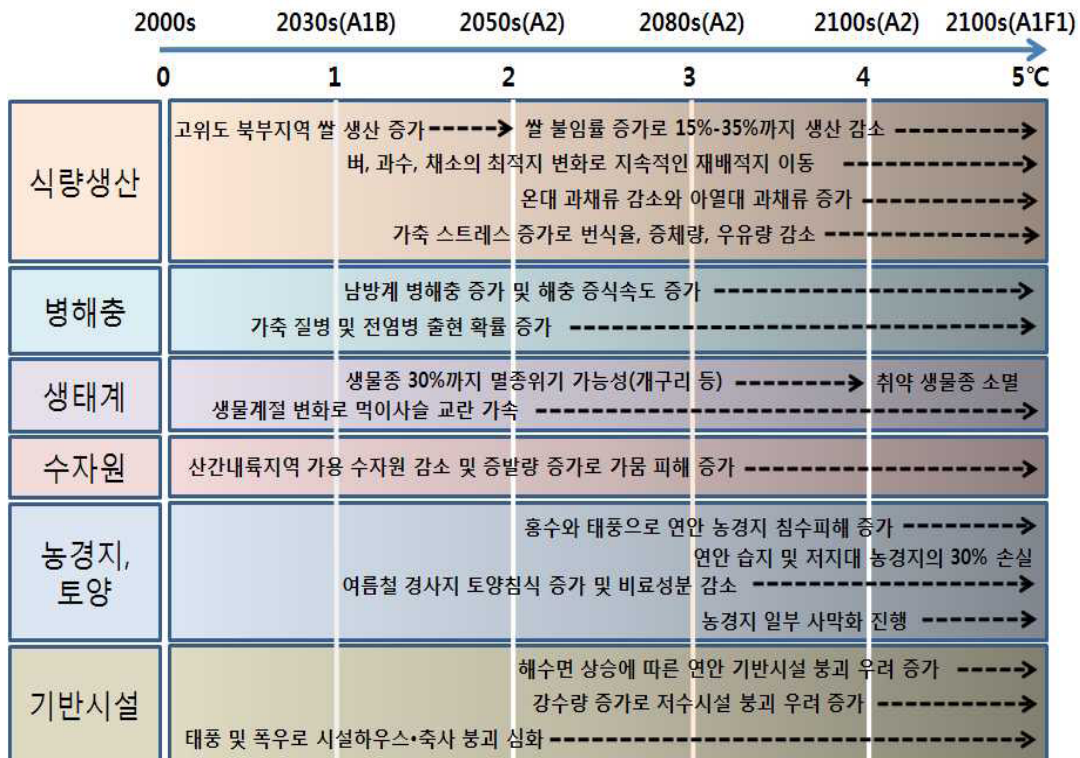 2000s 2030s(A1B) 2050s(A2) 2080s(A2) 2100s(A2) 2100s(A1F1)
0 1 2 3 4 5℃
식량생산
고위도 북부지역 쌀 생산 증가 쌀 불임률 증가로 15%-35%까지 생산 감소
벼, 과수, 채소의 최적지 변화로 지속적인 재배적지 이동
온대 과채류 감소와 아열대 과채류 증가
가축 스트레스 증가로 번식율, 증체량, 우유량 감소
병해충
남방계 병해충 증가 및 해충 증식속도 증가
가축 질병 및 전염병 출현 확률 증가
생태계
생물종 30%까지 멸종위기 가능성(개구리 등) 취약 생물종 소멸
생물계절 변화로 먹이사슬 교란 가속
수자원
산간내륙지역 가용 수자원 감소 및 증발량 증가로 가뭄 피해 증가
농경지,
토양
홍수와 태풍으로 연안 농경지 침수피해 증가
연안 습지 및 저지대 농경지의 30% 손실
여름철 경사지 토양침식 증가 및 비료성분 감소
농경지 일부 사막화 진행
기반시설
해수면 상승에 따른 연안 기반시설 붕괴 우려 증가
강수량 증가로 저수시설 붕괴 우려 증가
태풍 및 폭우로 시설하우스•축사 붕괴 심화